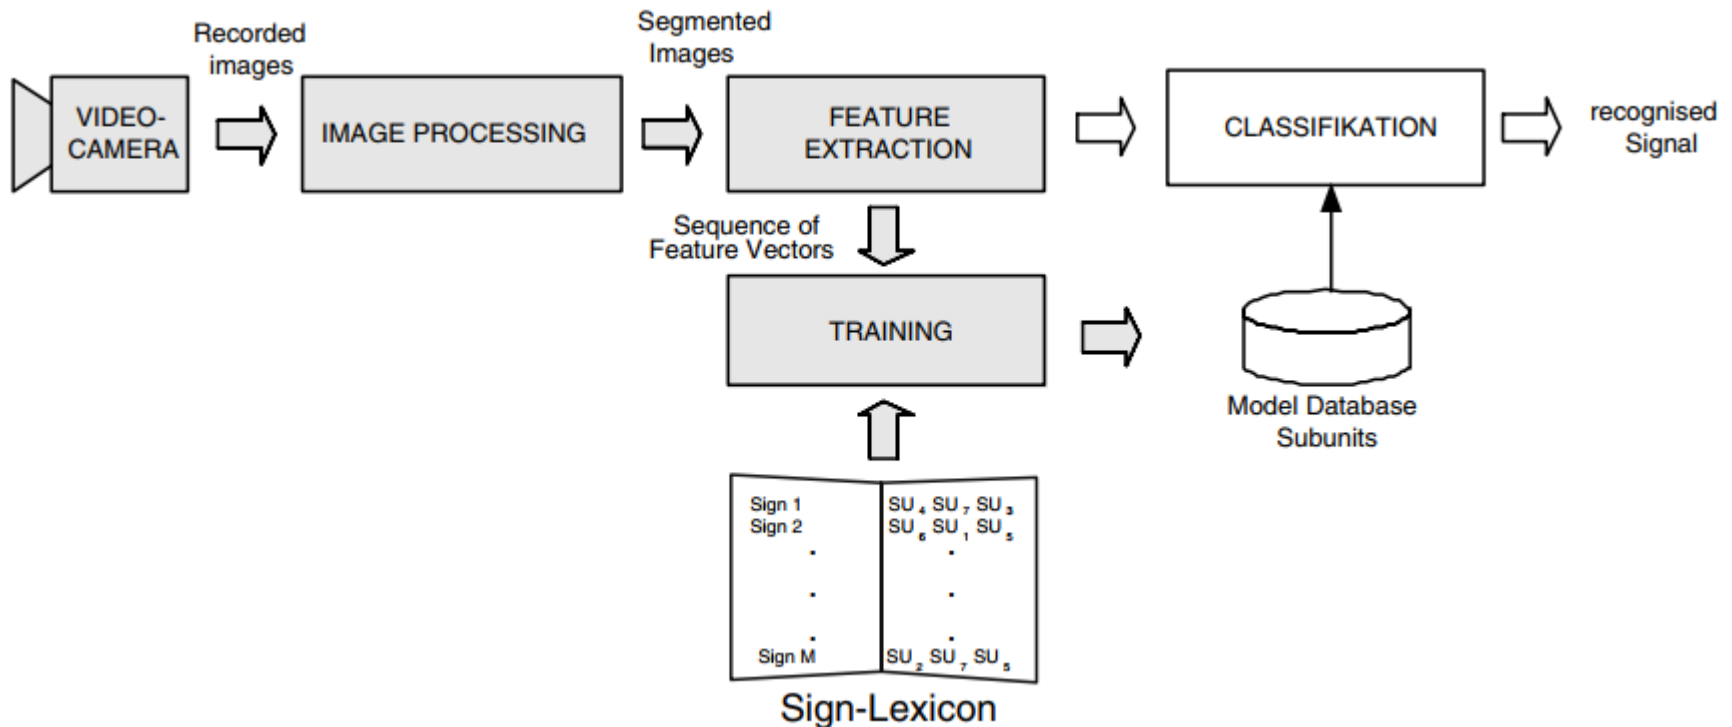 Recorded
images
Segmented
Images
VIDEO-
CAMERA
IMAGE PROCESSING
FEATURE
EXTRACTION
CLASSIFIKATION
recognised
Signal
Sequence of
Feature Vectors
TRAINING
Model Database
Subunits
Sign 1 SU₄ SU₇ SU₃
Sign 2 SU₆ SU₁ SU₅
. .
. .
. .
Sign M SU₂ SU₇ SU₅
Sign-Lexicon